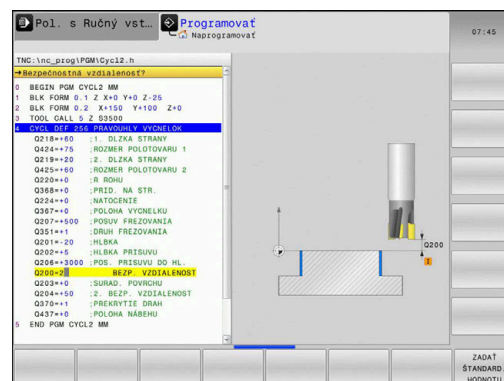 Pol. s Ručný vst…
Programovať
Naprogramovať
07:45
TNC:\nc_prog\PGM\Cycl2.h
→Bezpečnostná vzdialenosť?
0 BEGIN PGM CYCL2 MM
1 BLK FORM 0.1 Z X+0 Y+0 Z-25
2 BLK FORM 0.2 X+150 Y+100 Z+0
3 TOOL CALL 5 Z S3500
4 CYCL DEF 256 PRAVOUHLY VYCNELOK
Q218=+60 ;1. DLZKA STRANY
Q424=+75 ;ROZMER POLOTOVARU 1
Q219=+20 ;2. DLZKA STRANY
Q425=+60 ;ROZMER POLOTOVARU 2
Q220=+0 ;R ROHU
Q368=+0 ;PRID. NA STR.
Q224=+0 ;NATOCENIE
Q367=+0 ;POLOHA VYCNELKU
Q207=+500 ;POSUV FREZOVANIA
Q351=+1 ;DRUH FREZOVANIA
Q201=-20 ;HLBKA
Q202=+5 ;HLBKA PRISUVU
Q206=+3000 ;POS. PRISUVU DO HL.
Q200=2 BEZP. VZDIALENOST
Q203=+0 ;SURAD. POVRCHU
Q204=+50 ;2. BEZP. VZDIALENOST
Q370=+1 ;PREKRYTIE DRAH
Q437=+0 ;POLOHA NÁBEHU
5 END PGM CYCL2 MM
Q200
ZADAŤ
ŠTANDARD
HODNOTU